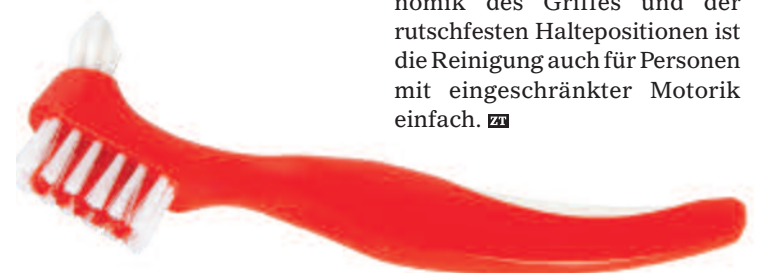 nomik des Griffes und der
rutschfesten Haltepositionen ist
die Reinigung auch für Personen
mit eingeschränkter Motorik
einfach. ZT